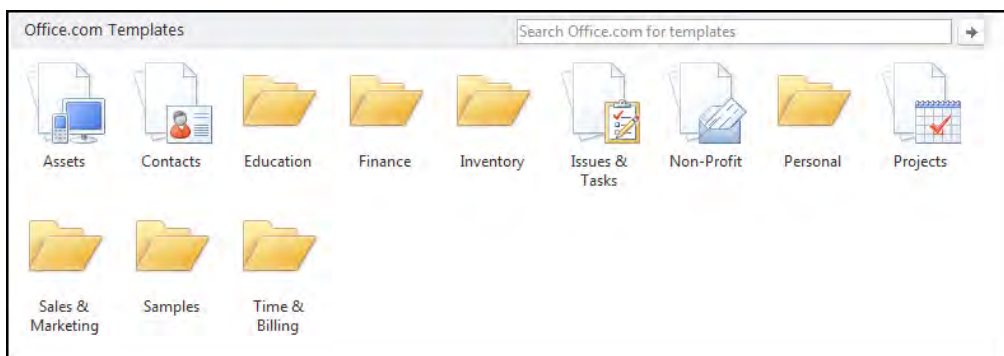 Office.com Templates
Search Office.com for templates
Assets
Contacts
Education
Finance
Inventory
Issues &
Tasks
Non-Profit
Personal
Projects
Sales &
Marketing
Samples
Time &
Billing